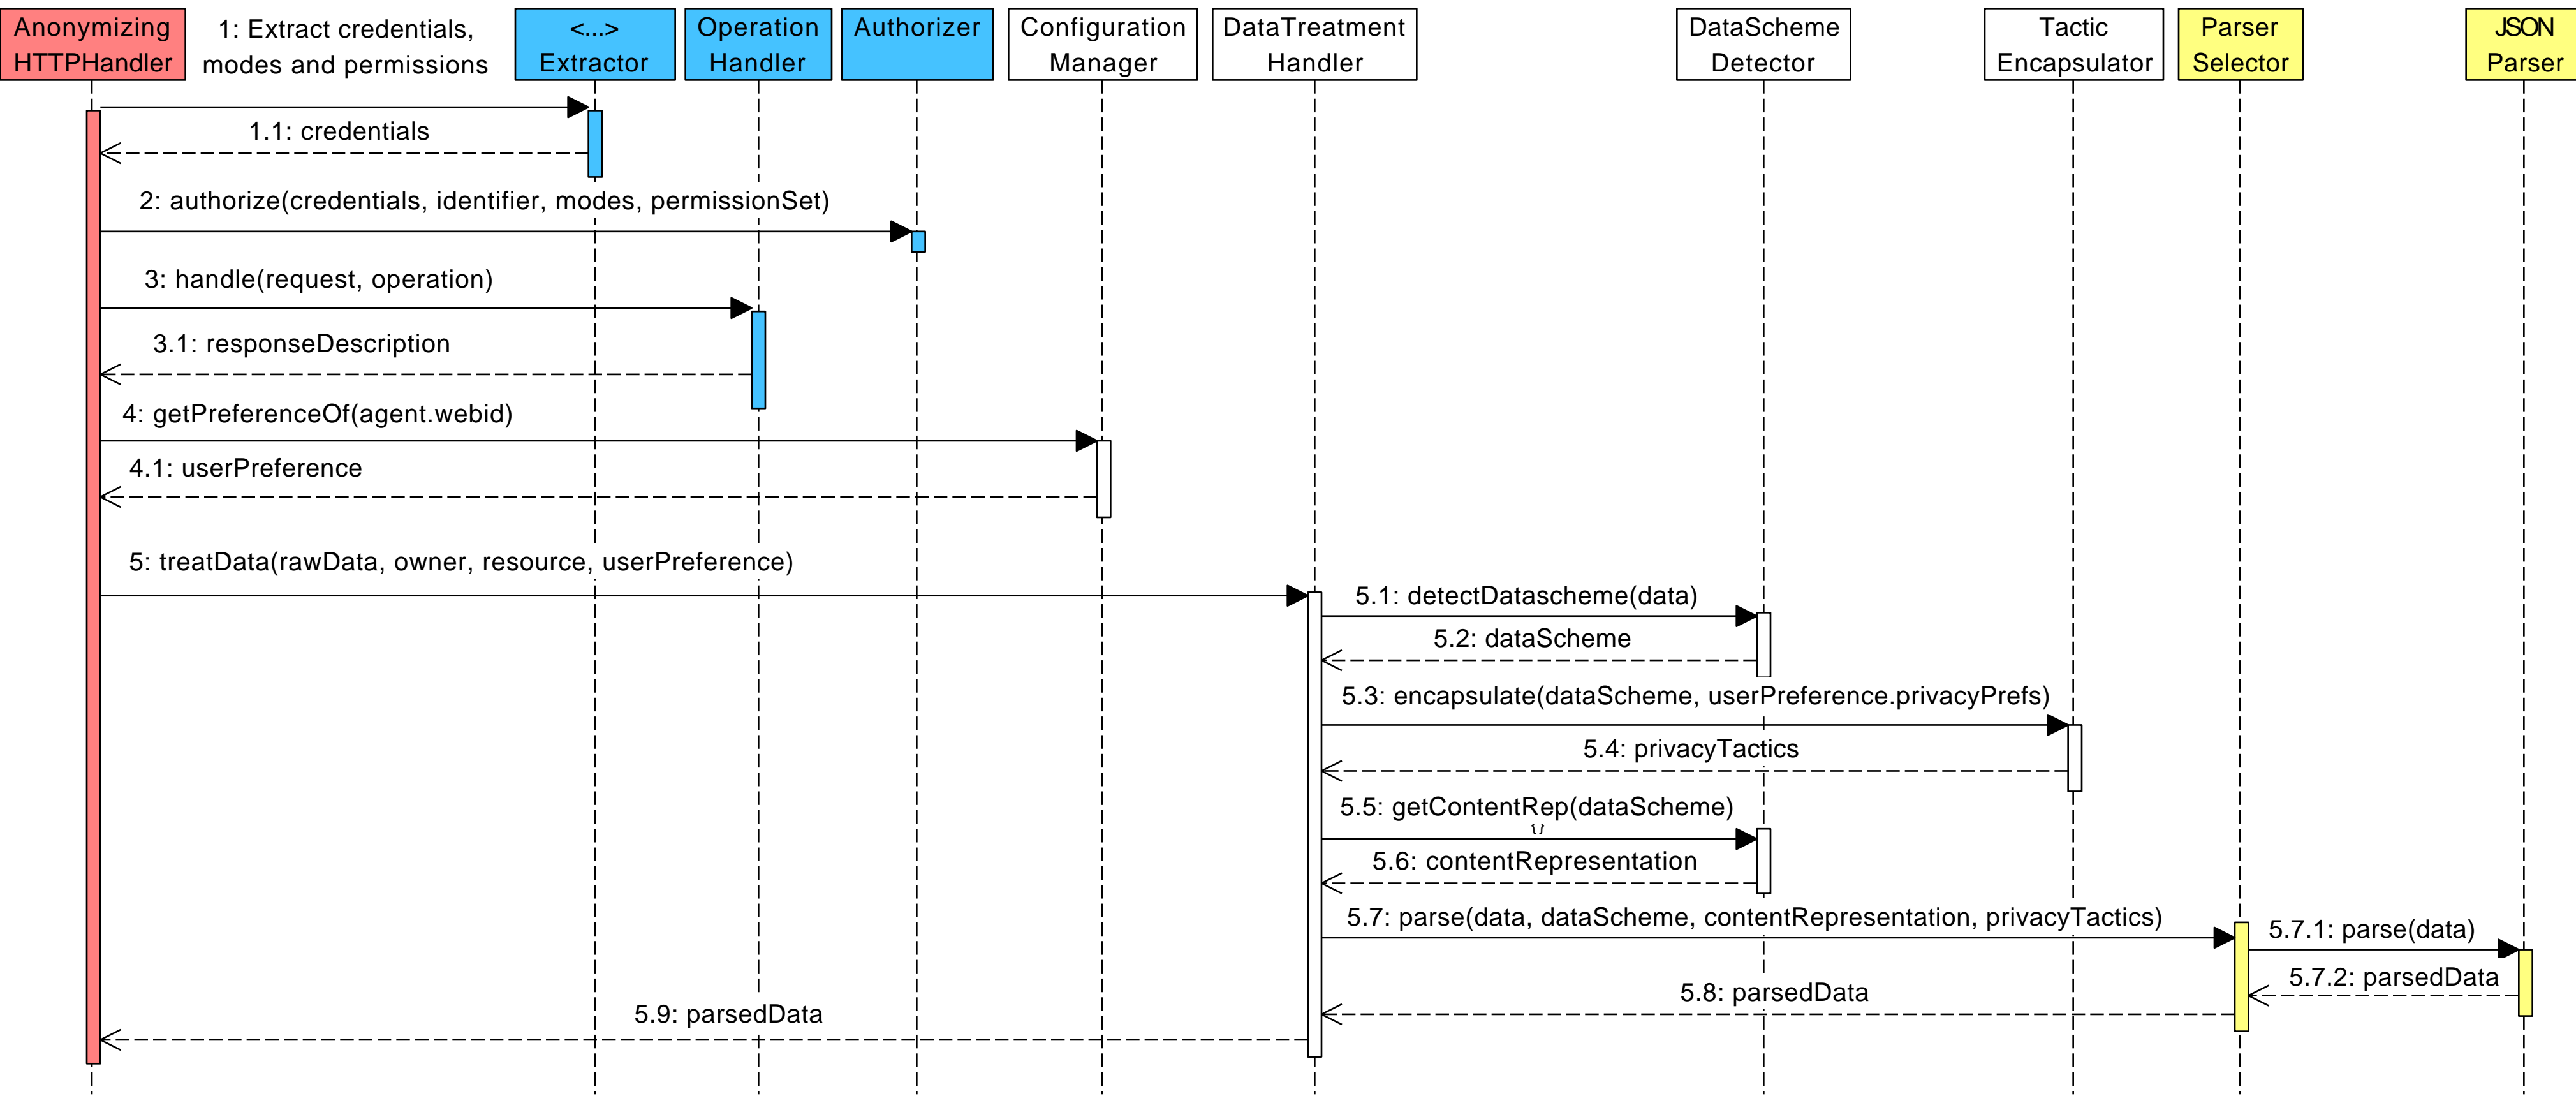 Anonymizing
HTTPHandler
1: Extract credentials,
modes and permissions
<...>
Extractor
Operation
Handler
Authorizer
Configuration
Manager
DataTreatment
Handler
DataScheme
Detector
Tactic
Encapsulator
Parser
Selector
JSON
Parser
1.1: credentials
2: authorize(credentials, identifier, modes, permissionSet)
3: handle(request, operation)
3.1: responseDescription
4: getPreferenceOf(agent.webid)
4.1: userPreference
5: treatData(rawData, owner, resource, userPreference)
5.1: detectDatascheme(data)
5.2: dataScheme
5.3: encapsulate(dataScheme, userPreference.privacyPrefs)
5.4: privacyTactics
5.5: getContentRep(dataScheme)
{}
5.6: contentRepresentation
5.7: parse(data, dataScheme, contentRepresentation, privacyTactics)
5.7.1: parse(data)
5.7.2: parsedData
5.8: parsedData
5.9: parsedData